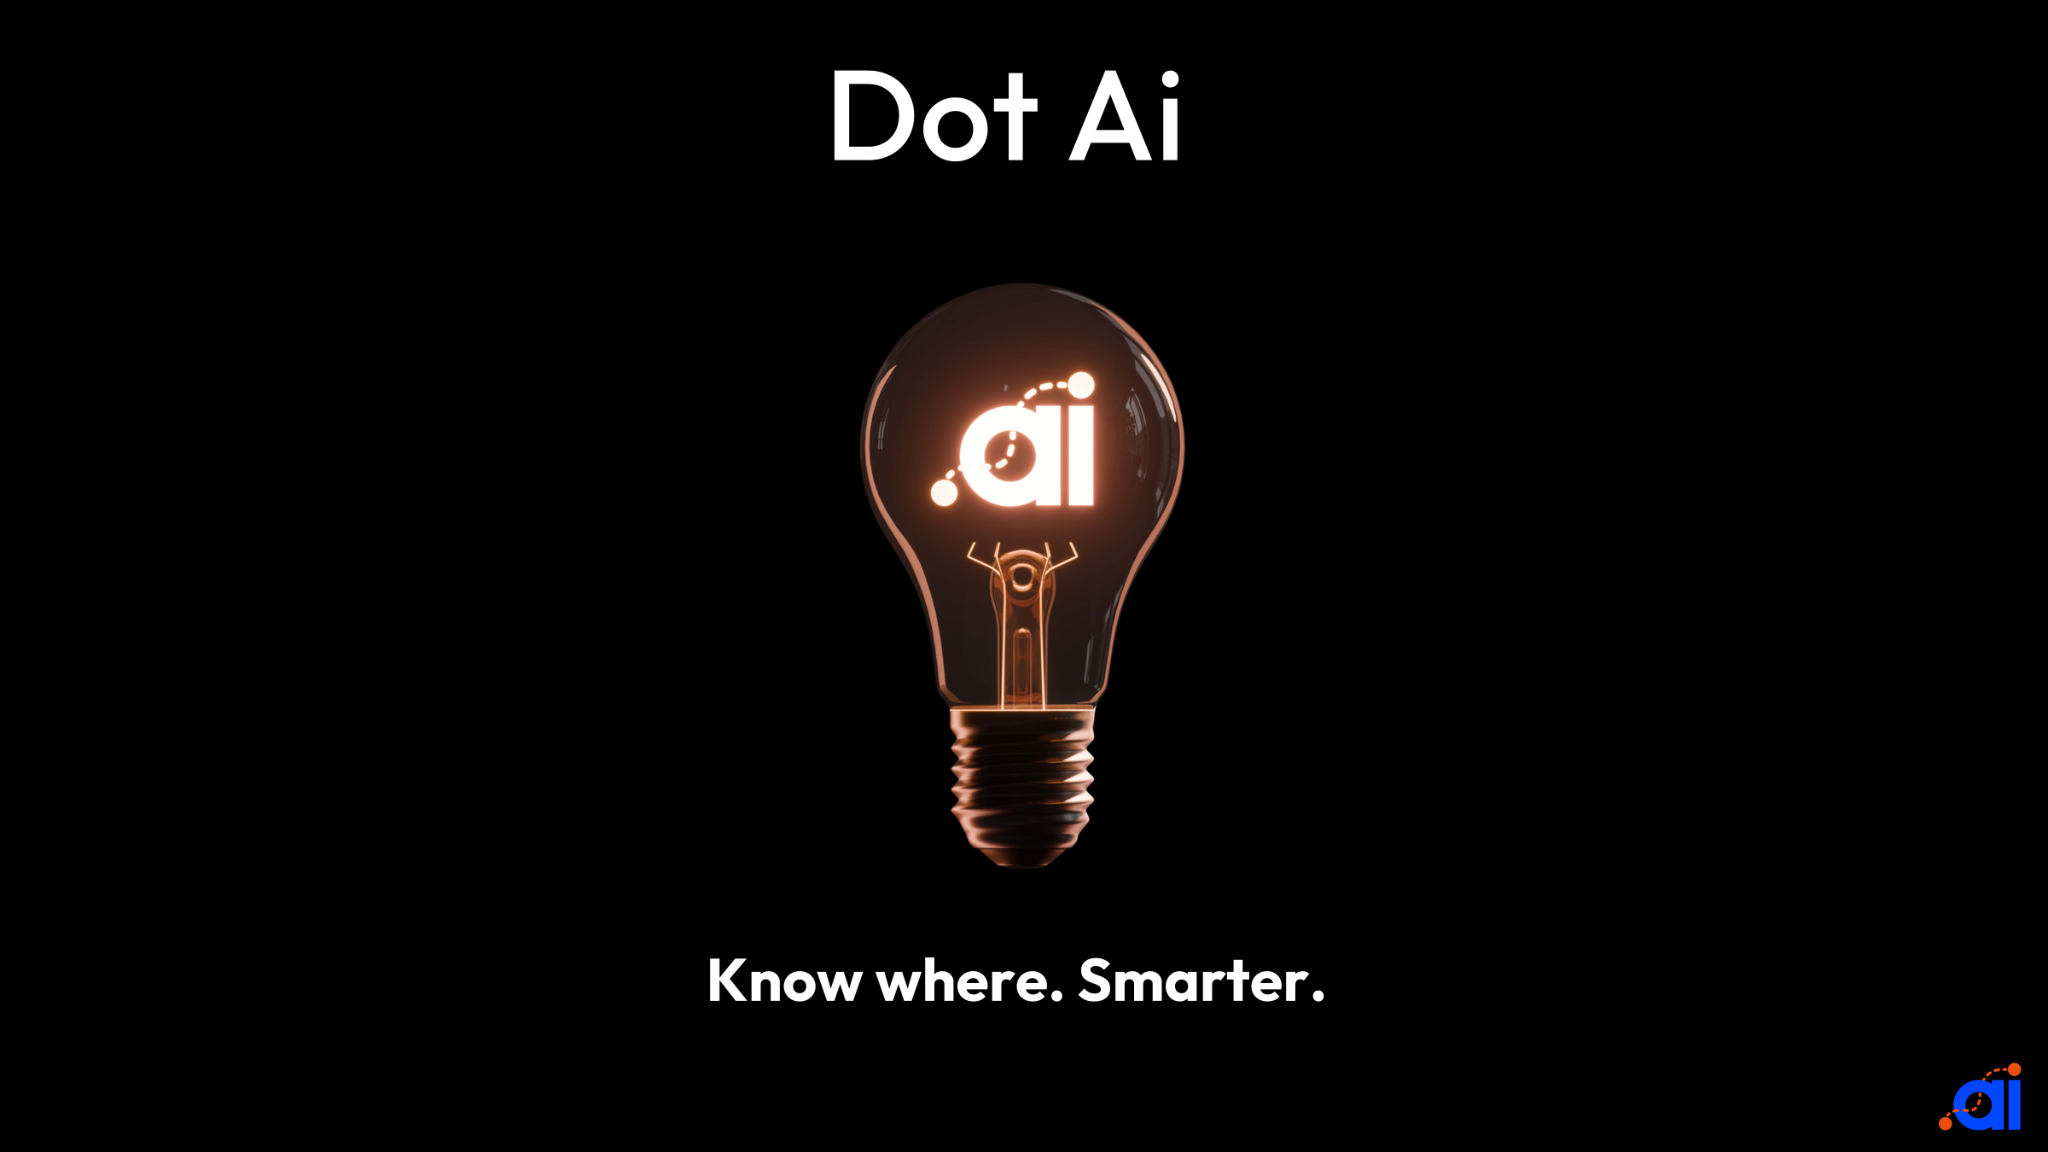 Dot Ai
.ai
Know where. Smarter.
.ai